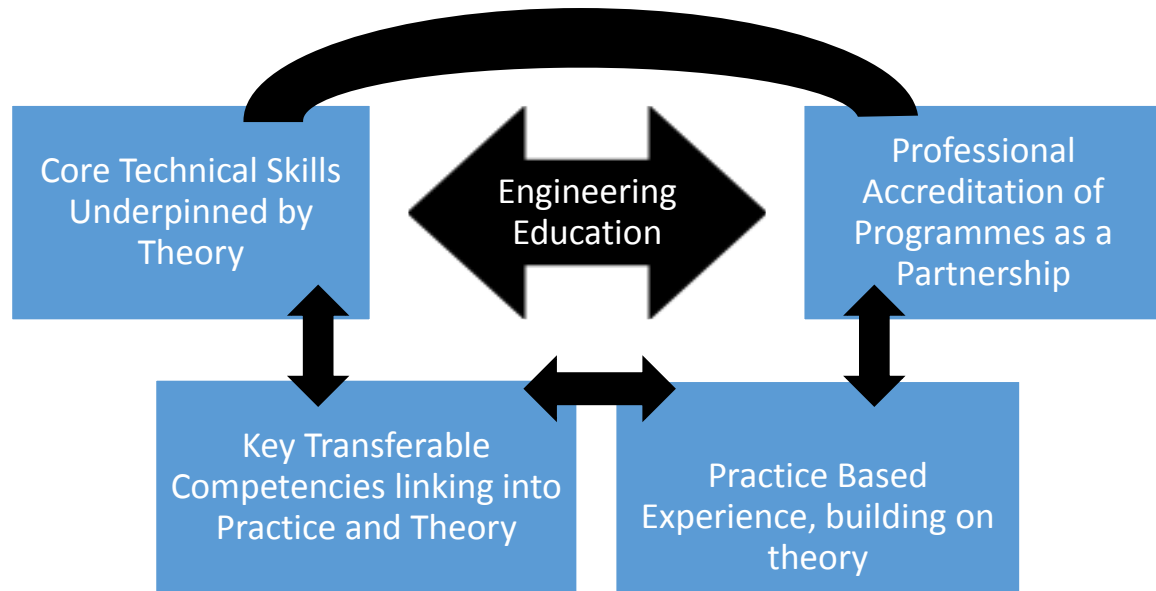 Core Technical Skills
Underpinned by
Theory
Engineering
Education
Professional
Accreditation of
Programmes as a
Partnership
Key Transferable
Competencies linking into
Practice and Theory
Practice Based
Experience, building on
theory